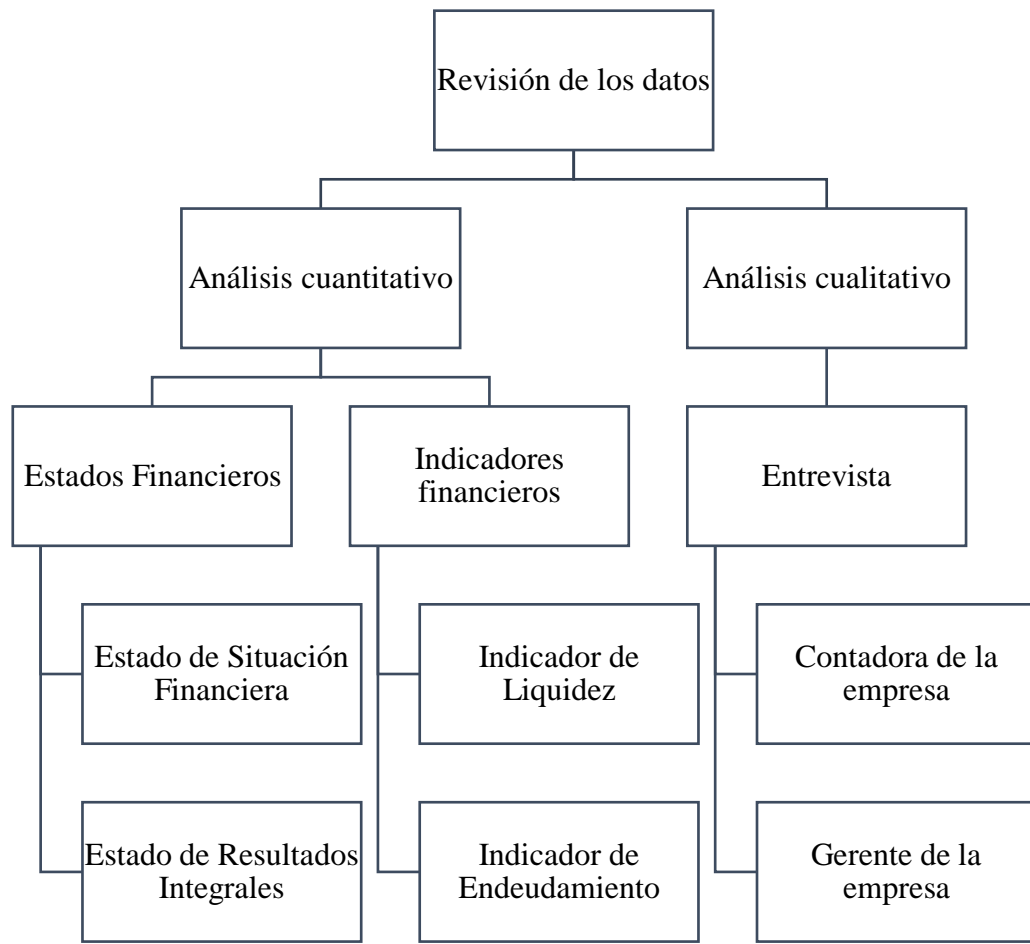 Revisión de los datos
Análisis cuantitativo
Análisis cualitativo
Estados Financieros
Indicadores
financieros
Entrevista
Estado de Situación
Financiera
Indicador de
Liquidez
Contadora de la
empresa
Estado de Resultados
Integrales
Indicador de
Endeudamiento
Gerente de la
empresa